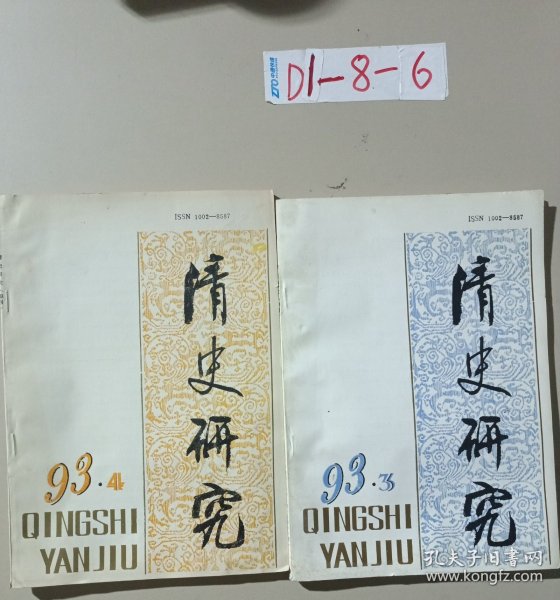 D1-8-6
ISSN 1002—8587
清史研究
93.4
QINGSHI
YANJIU
ISSN 1002—8587
清史研究
93.3
QINGSHI
YANJIU
孔夫子旧书网
www.kongfz.com